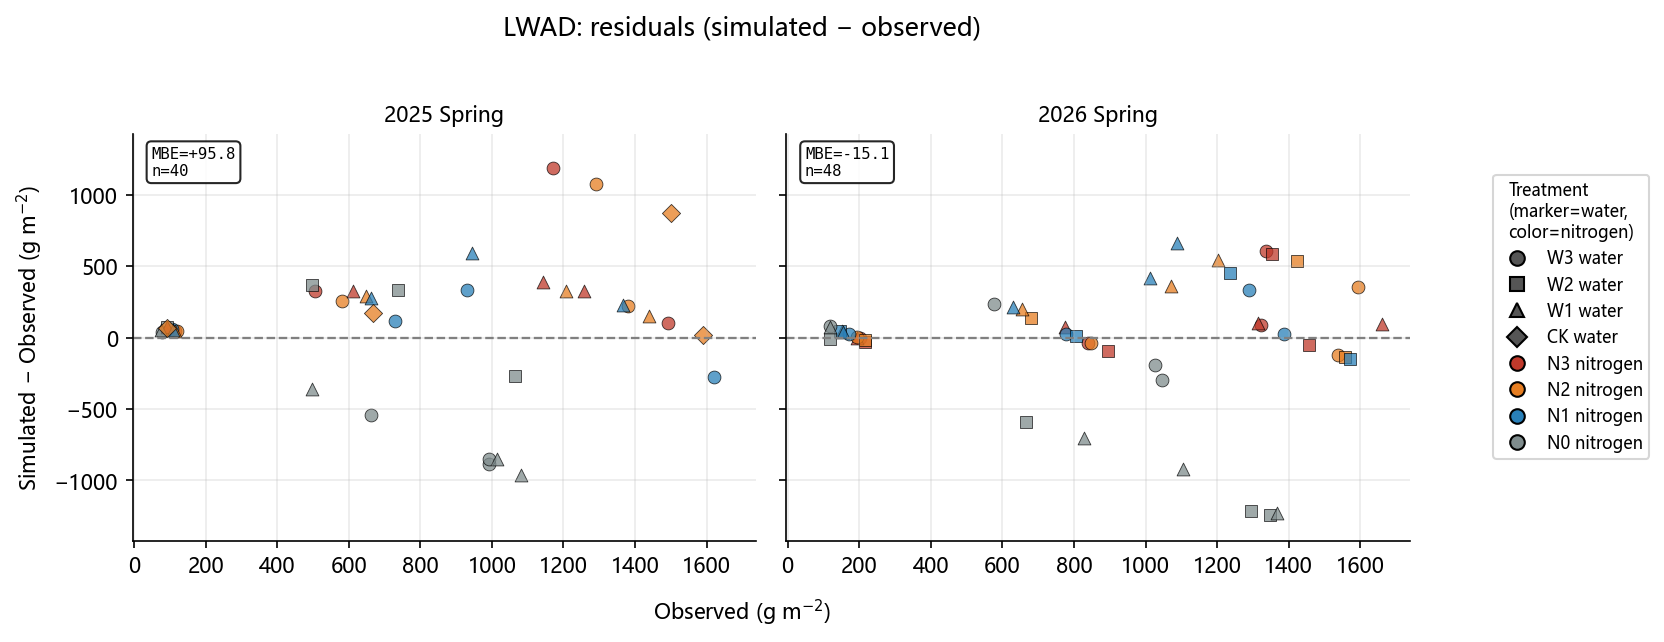 LWAD: residuals (simulated − observed)
2025 Spring
2026 Spring
MBE=+95.8
n=40
MBE=-15.1
n=48
Simulated − Observed (g m⁻²)
1000
500
0
−500
−1000
0 200 400 600 800 1000 1200 1400 1600
0 200 400 600 800 1000 1200 1400 1600
Observed (g m⁻²)
Treatment
(marker=water,
color=nitrogen)
W3 water
W2 water
W1 water
CK water
N3 nitrogen
N2 nitrogen
N1 nitrogen
N0 nitrogen